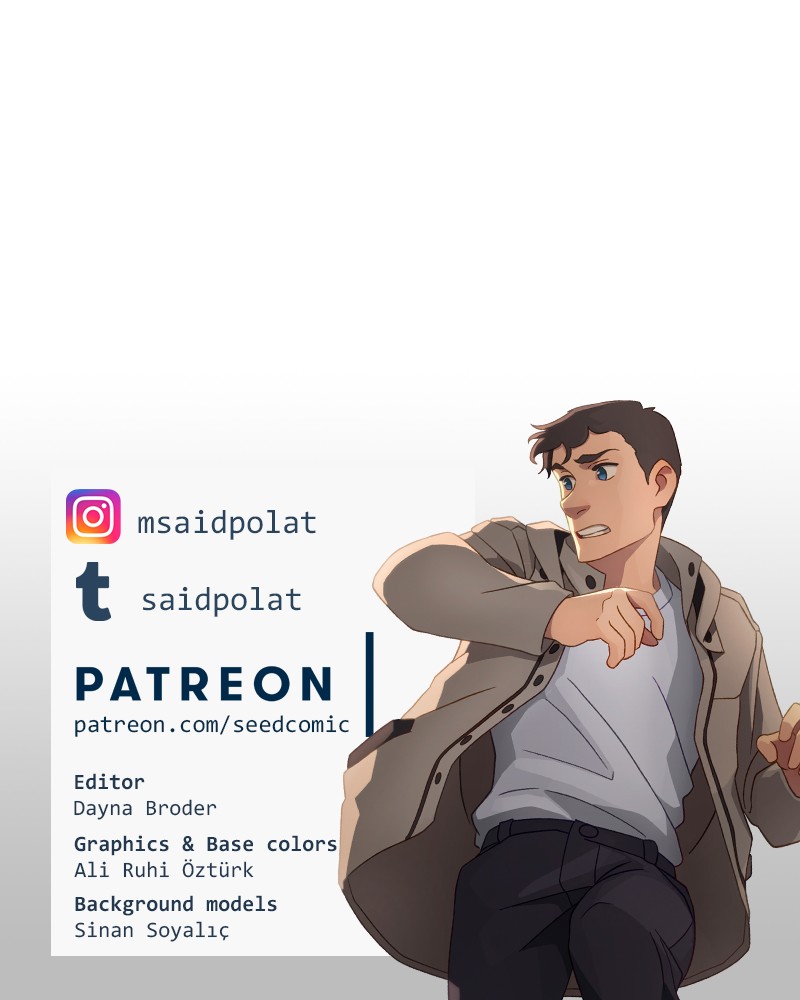 msaidpolat
t saidpolat
PATREON
patreon.com/seedcomic
Editor
Dayna Broder
Graphics & Base colors
Ali Ruhi Öztürk
Background models
Sinan Soyalıç